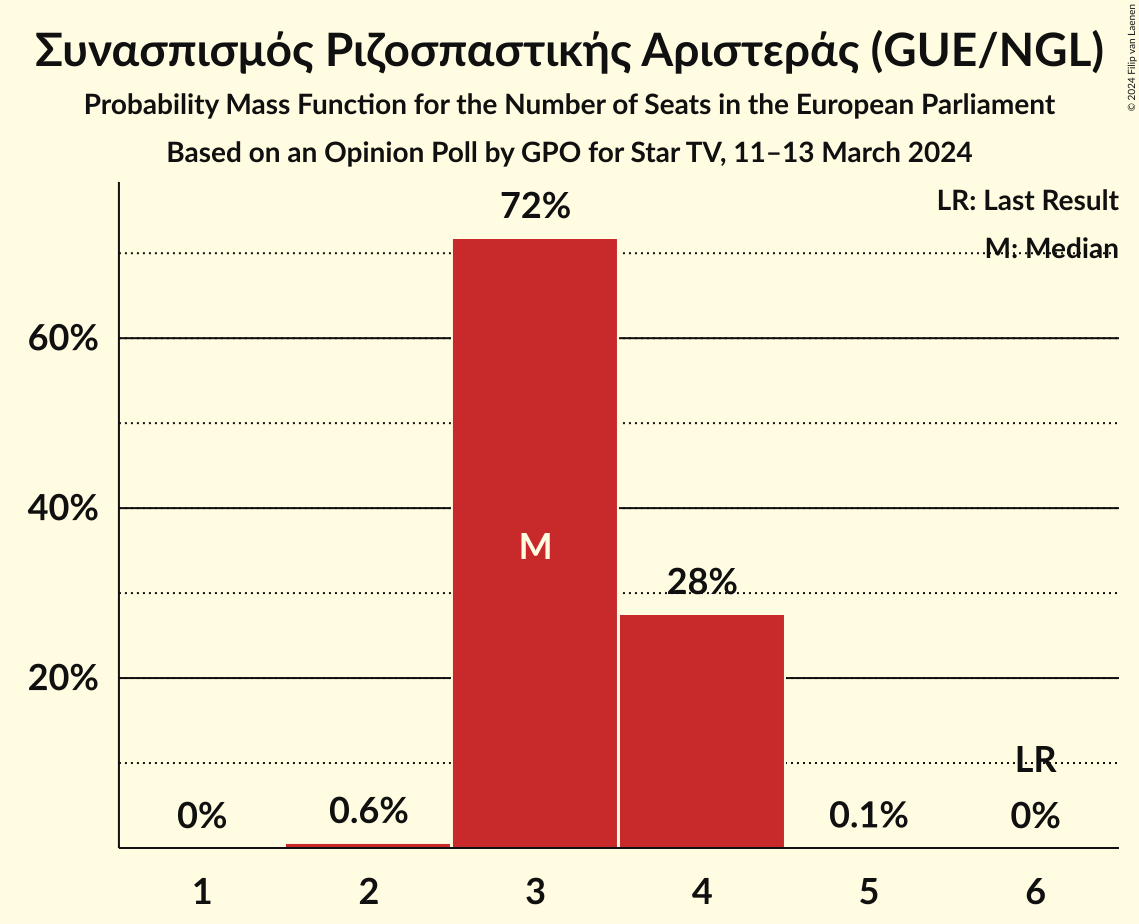 Συνασπισμός Ριζοσπαστικής Αριστεράς (GUE/NGL)
Probability Mass Function for the Number of Seats in the European Parliament
Based on an Opinion Poll by GPO for Star TV, 11–13 March 2024
© 2024 Filip van Laenen
LR: Last Result
M: Median
72%
60%
40%
M
28%
20%
LR
0%
0.6%
0.1%
0%
1 2 3 4 5 6